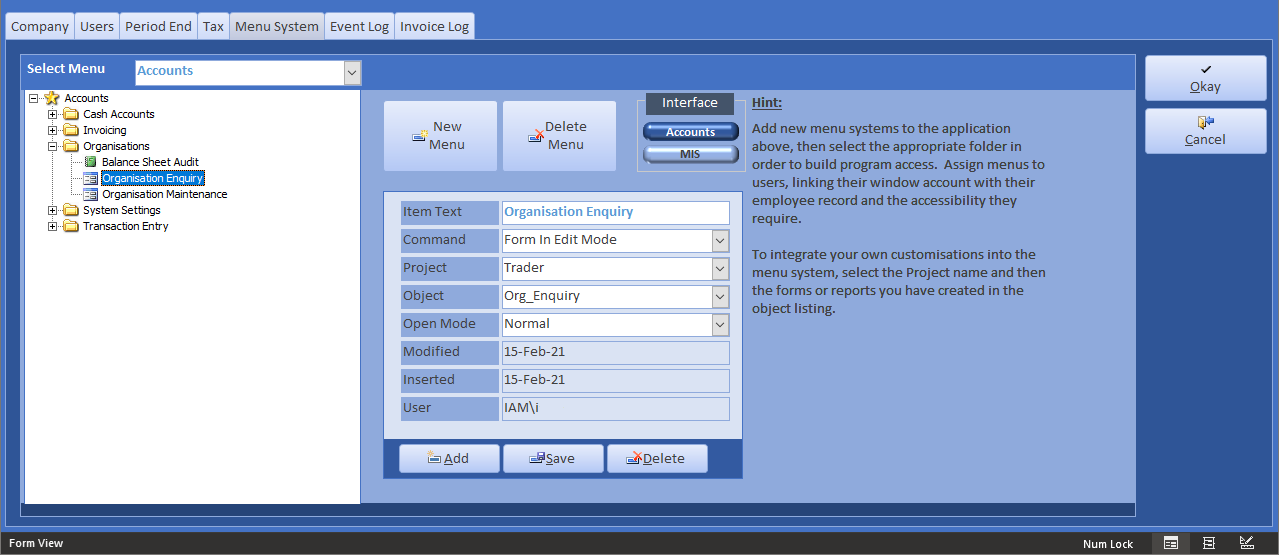 Company Users Period End Tax Menu System Event Log Invoice Log
Select Menu Accounts
Accounts
Cash Accounts
Invoicing
Organisations
Balance Sheet Audit
Organisation Enquiry
Organisation Maintenance
System Settings
Transaction Entry
New
Menu
Delete
Menu
Interface
Accounts
MIS
Item Text Organisation Enquiry
Command Form In Edit Mode
Project Trader
Object Org_Enquiry
Open Mode Normal
Modified 15-Feb-21
Inserted 15-Feb-21
User IAM\i
Add Save Delete
Hint:
Add new menu systems to the application
above, then select the appropriate folder in
order to build program access. Assign menus to
users, linking their window account with their
employee record and the accessibility they
require.
To integrate your own customisations into the
menu system, select the Project name and then
the forms or reports you have created in the
object listing.
Okay
Cancel
Form View Num Lock